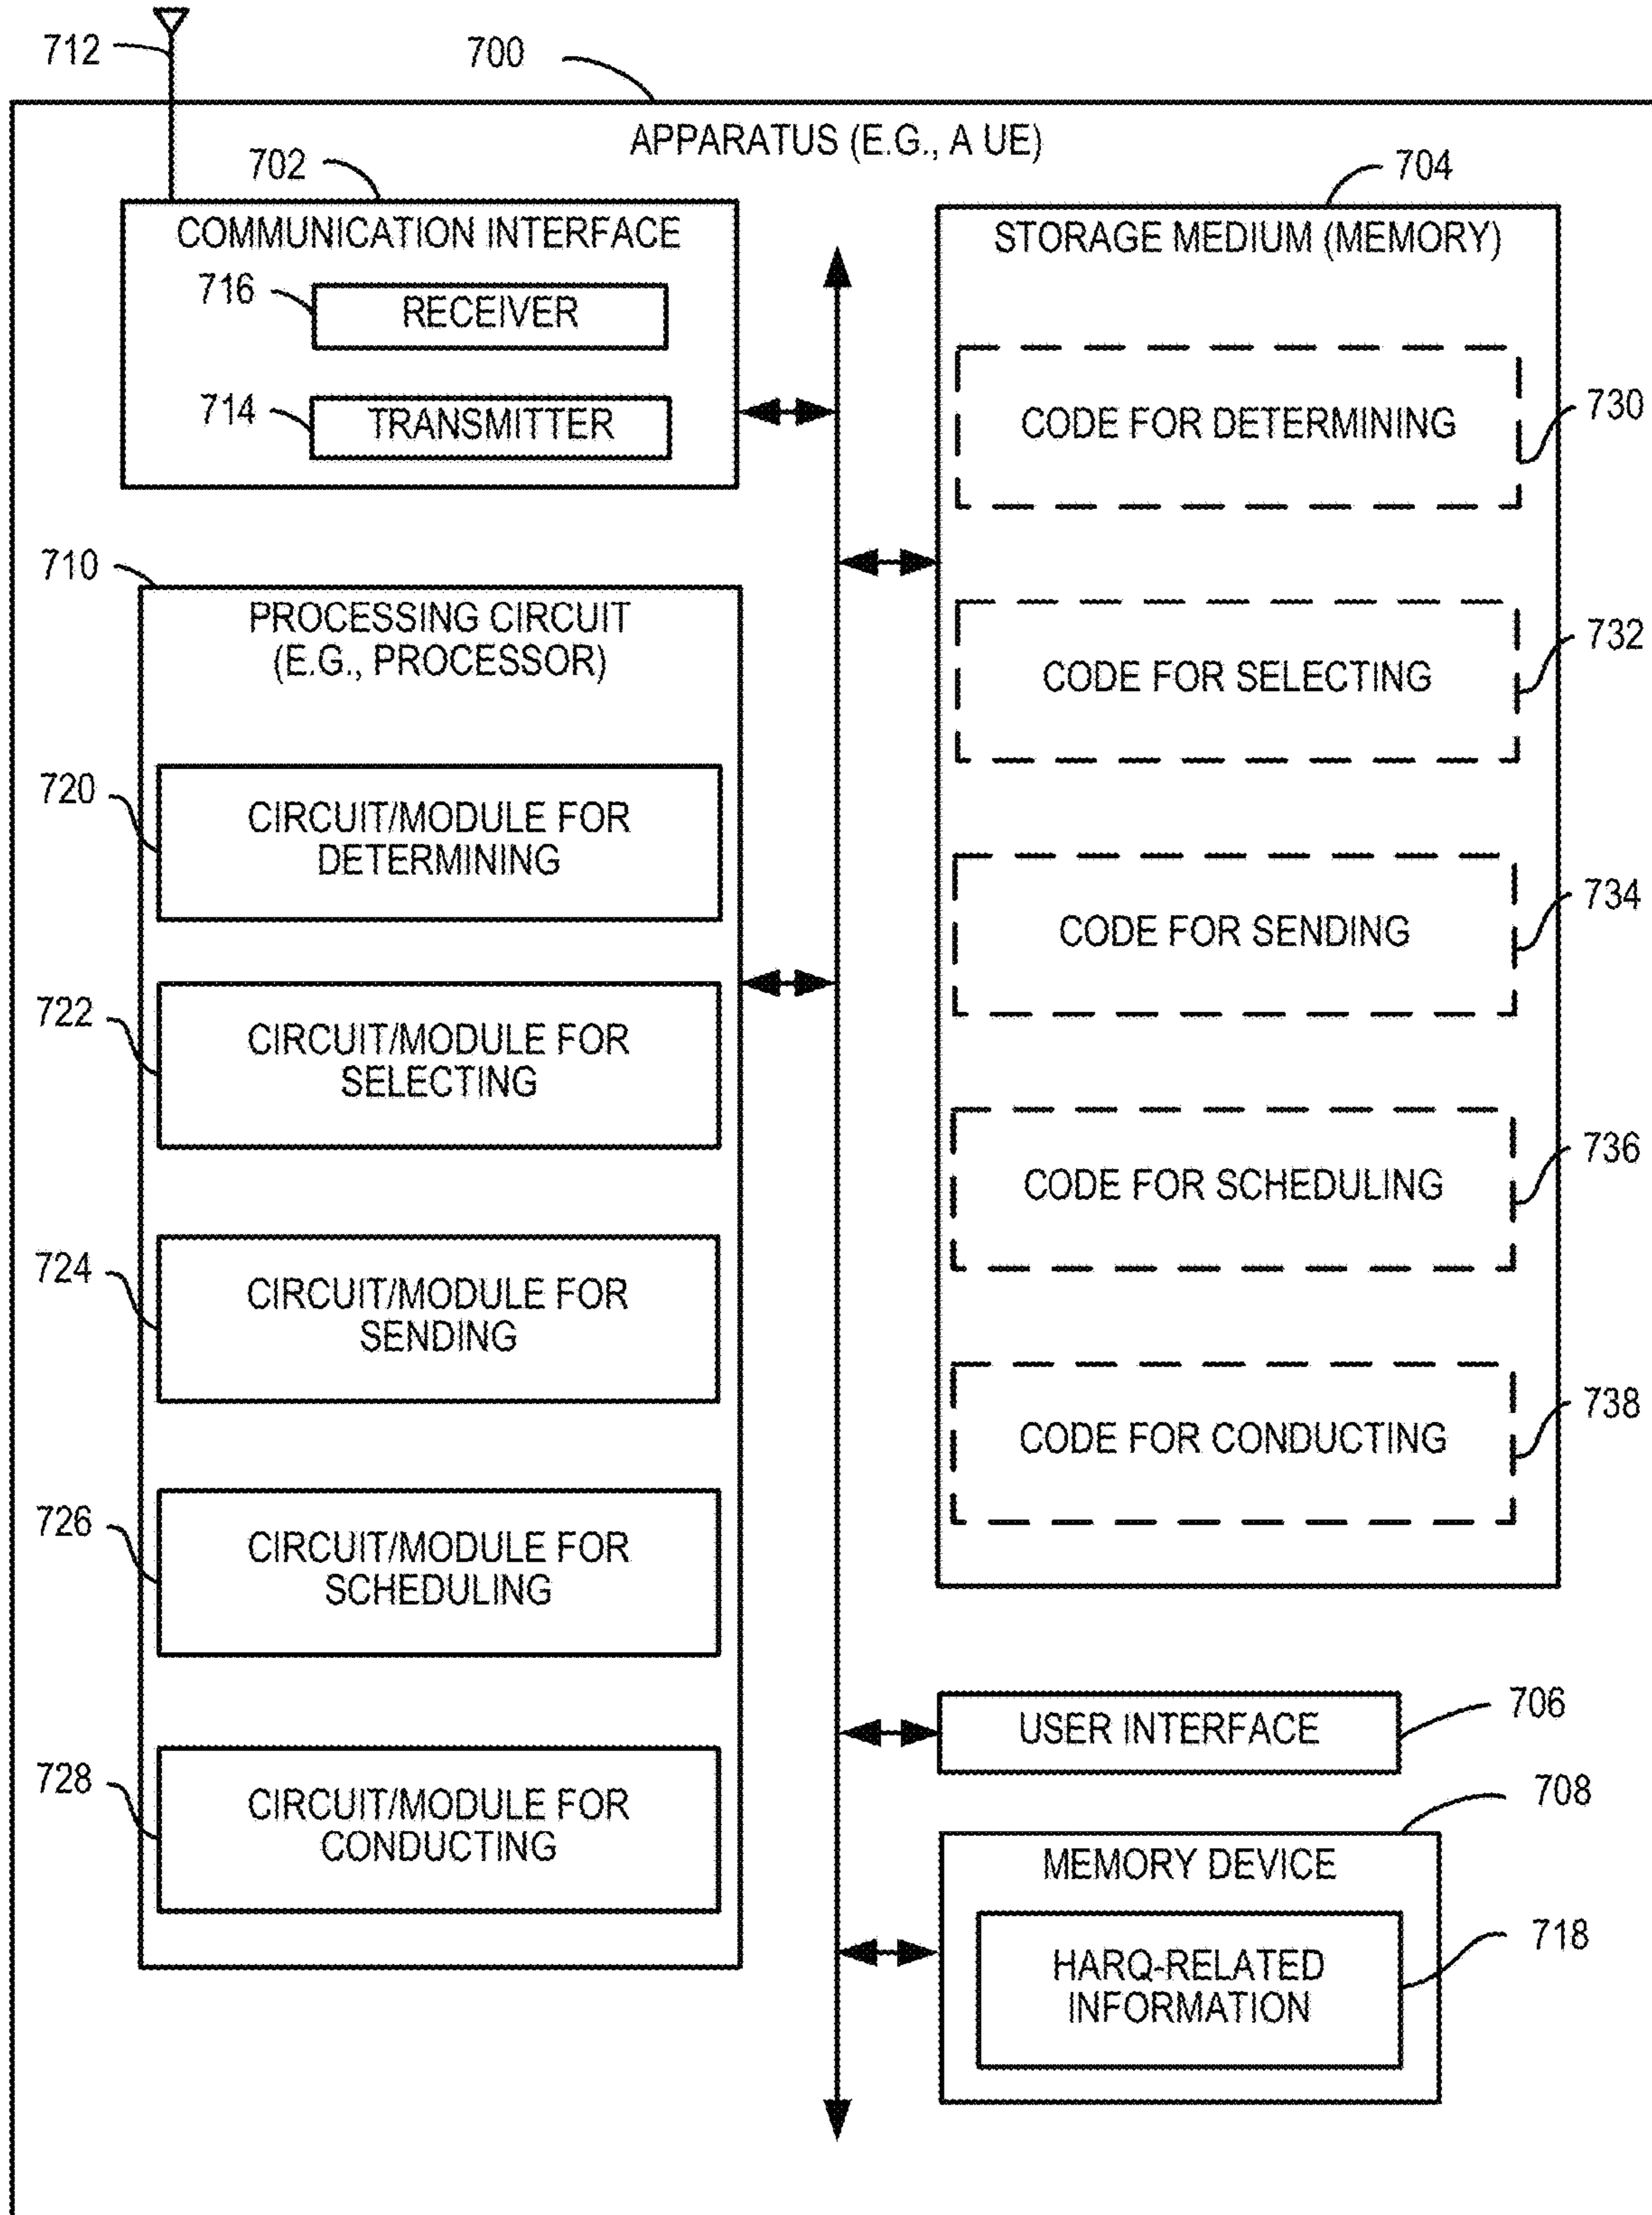 712
700
APPARATUS (E.G., A UE)
702
COMMUNICATION INTERFACE
716
RECEIVER
714
TRANSMITTER
704
STORAGE MEDIUM (MEMORY)
CODE FOR DETERMINING
730
CODE FOR SELECTING
732
CODE FOR SENDING
734
CODE FOR SCHEDULING
736
CODE FOR CONDUCTING
738
710
PROCESSING CIRCUIT
(E.G., PROCESSOR)
720
CIRCUIT/MODULE FOR
DETERMINING
722
CIRCUIT/MODULE FOR
SELECTING
724
CIRCUIT/MODULE FOR
SENDING
726
CIRCUIT/MODULE FOR
SCHEDULING
728
CIRCUIT/MODULE FOR
CONDUCTING
706
USER INTERFACE
708
MEMORY DEVICE
718
HARQ-RELATED
INFORMATION